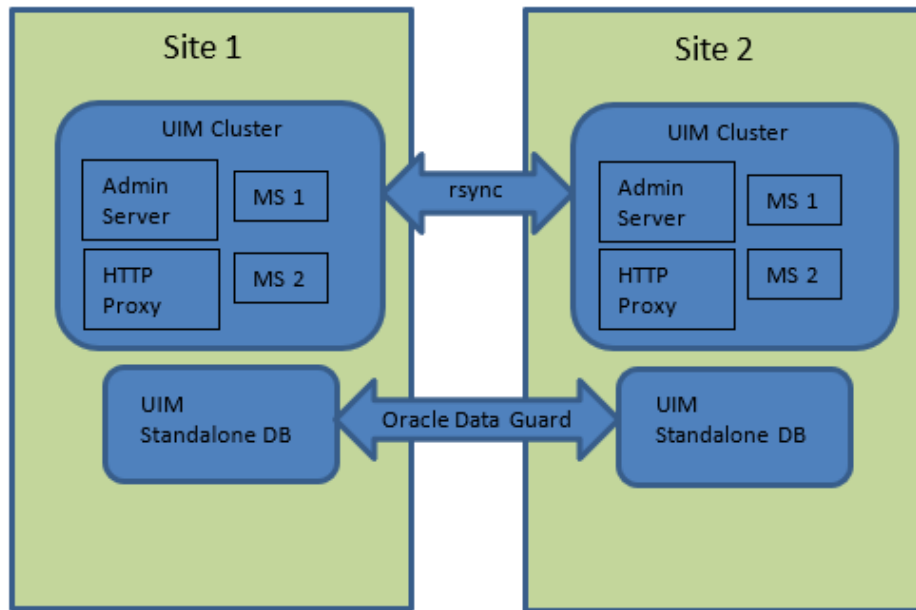 Site 1
UIM Cluster
Admin
Server
MS 1
HTTP
Proxy
MS 2
UIM
Standalone DB
rsync
Oracle Data Guard
Site 2
UIM Cluster
Admin
Server
MS 1
HTTP
Proxy
MS 2
UIM
Standalone DB